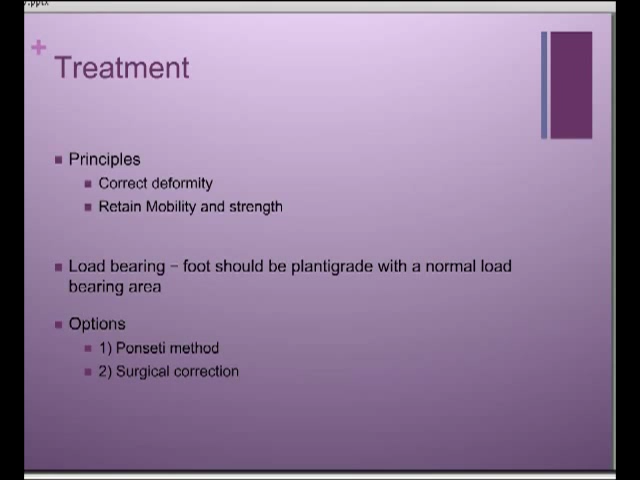 +
Treatment
Principles
Correct deformity
Retain Mobility and strength
Load bearing – foot should be plantigrade with a normal load
bearing area
Options
1) Ponseti method
2) Surgical correction